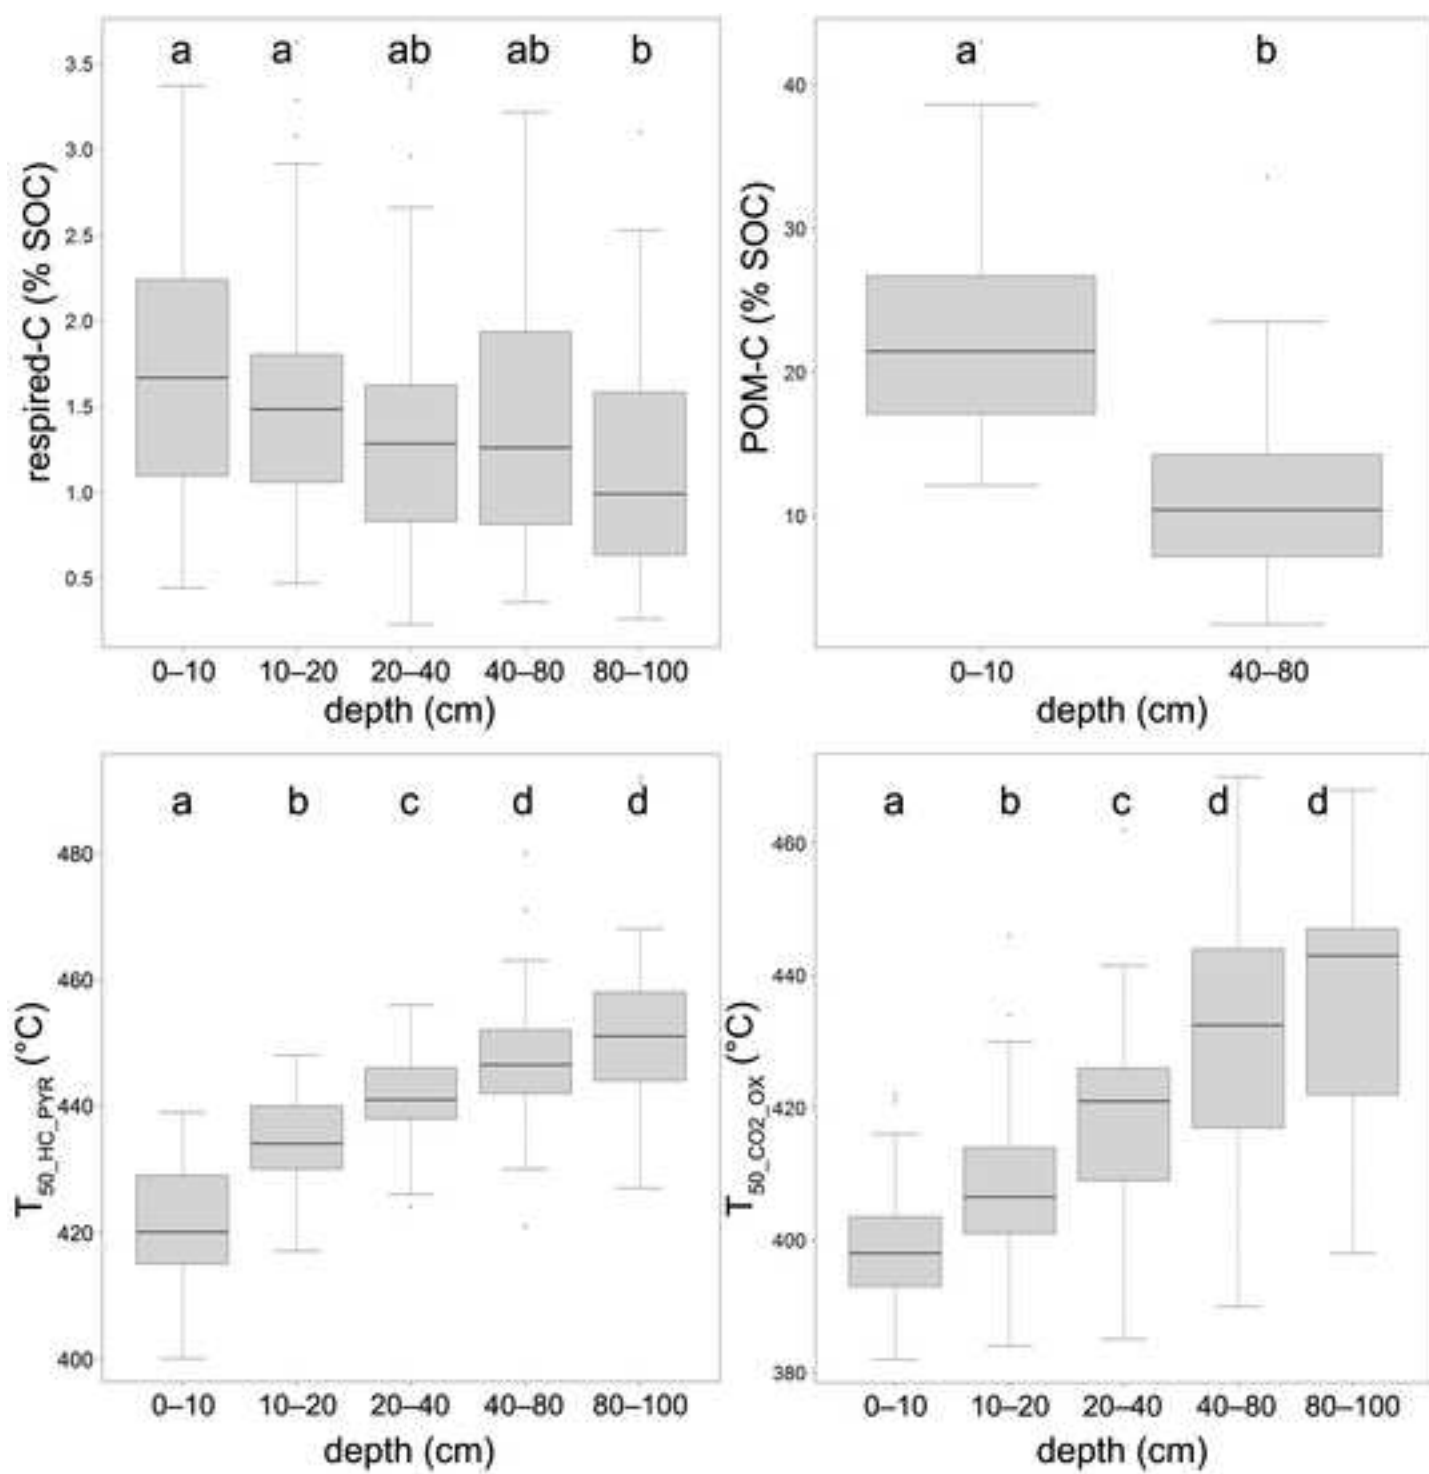 a a ab ab b
respired-C (% SOC)
3.5
3.0
2.5
2.0
1.5
1.0
0.5
0–10 10–20 20–40 40–80 80–100
depth (cm)
a b
POM-C (% SOC)
40
30
20
10
0–10 40–80
depth (cm)
a b c d d
T50_HC_PYR (°C)
480
460
440
420
400
0–10 10–20 20–40 40–80 80–100
depth (cm)
a b c d d
T50_CO2_OX (°C)
460
440
420
400
380
0–10 10–20 20–40 40–80 80–100
depth (cm)